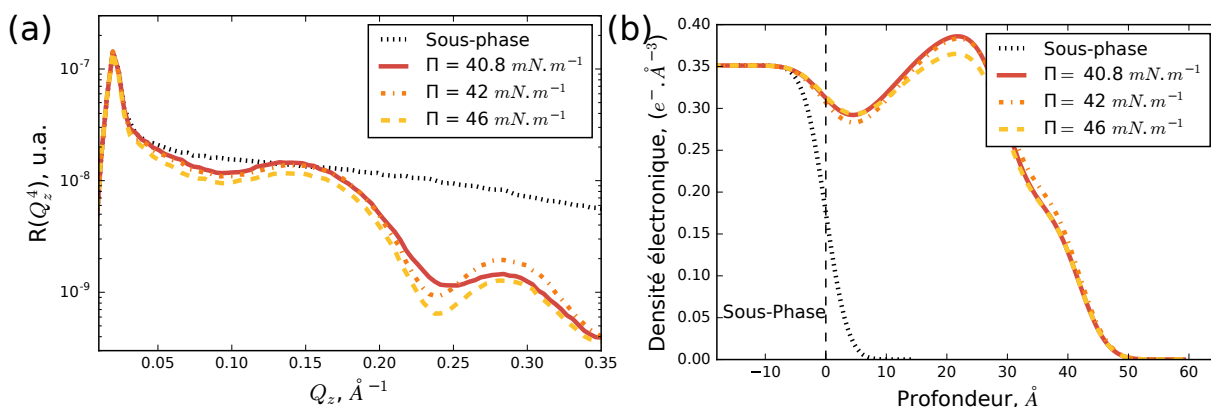 (a)
R(Q_z^4), u.a.
10^-7
10^-8
10^-9
Sous-phase
Π = 40.8 mN.m^-1
Π = 42 mN.m^-1
Π = 46 mN.m^-1
0.05 0.10 0.15 0.20 0.25 0.30 0.35
Q_z, Å^-1
(b)
Densité électronique, (e^-.Å^-3)
0.40
0.35
0.30
0.25
0.20
0.15
0.10
0.05
0.00
Sous-phase
Π = 40.8 mN.m^-1
Π = 42 mN.m^-1
Π = 46 mN.m^-1
Sous-Phase
−10 0 10 20 30 40 50 60
Profondeur, Å